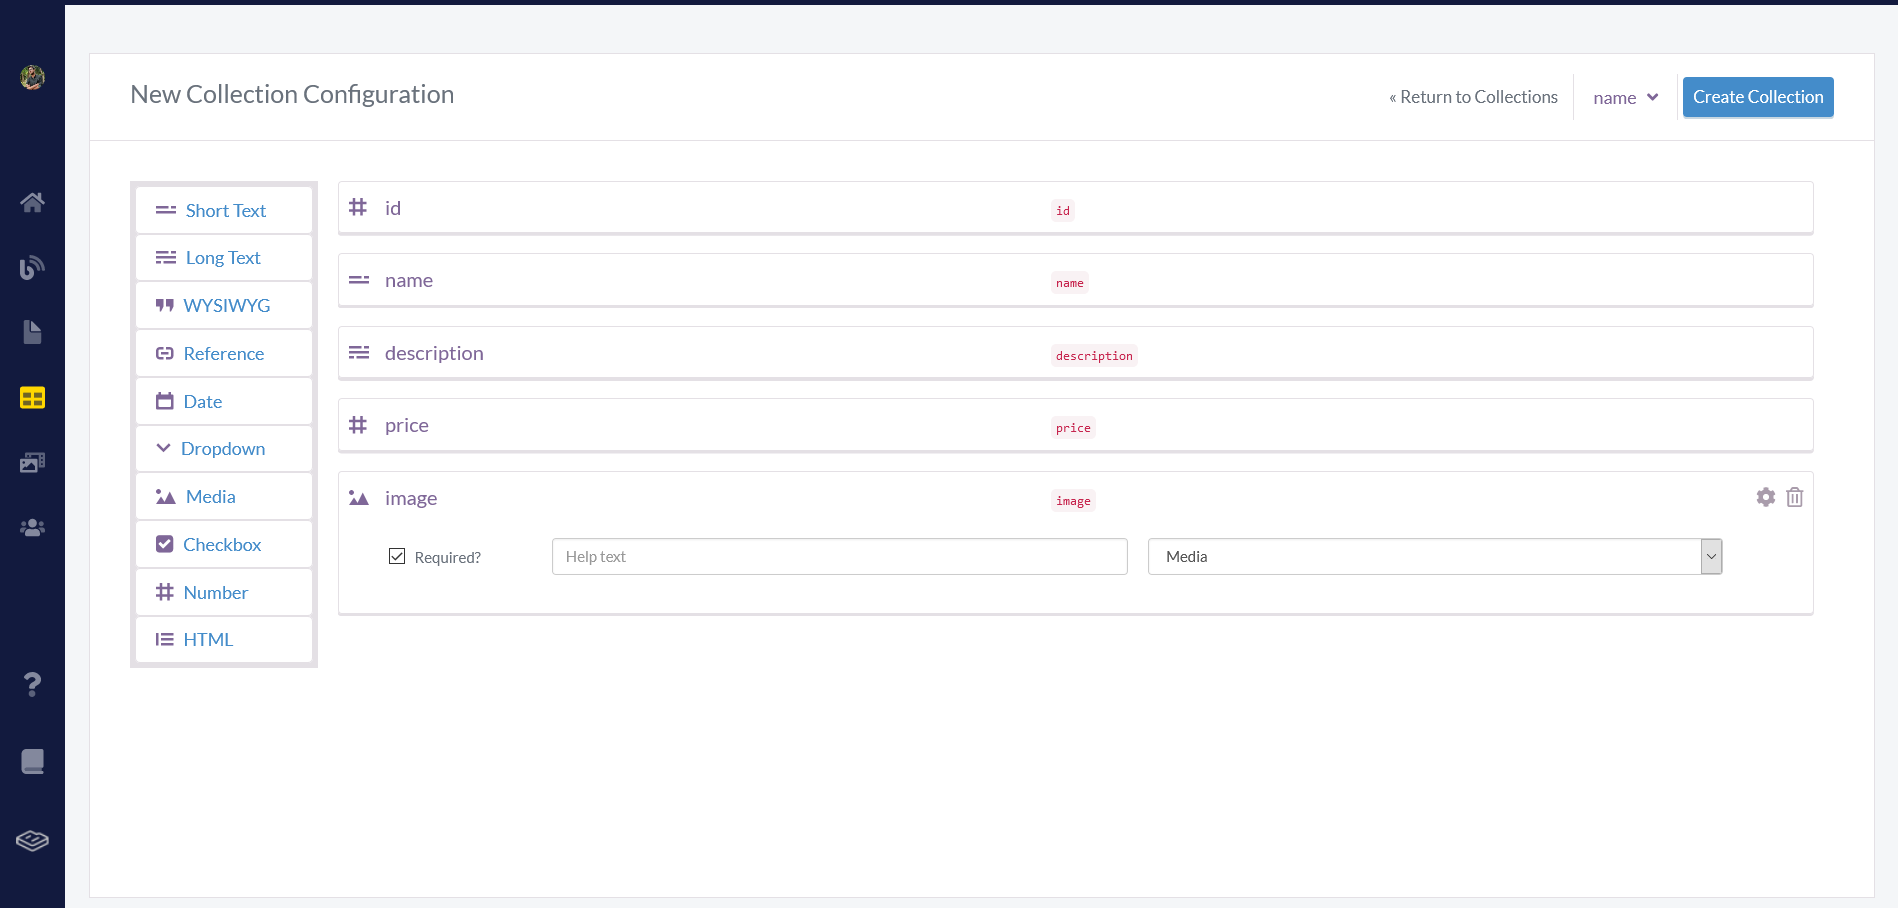 New Collection Configuration
« Return to Collections
name
Create Collection
Short Text
Long Text
WYSIWYG
Reference
Date
Dropdown
Media
Checkbox
Number
HTML
id id
name name
description description
price price
image image
Required? Help text Media